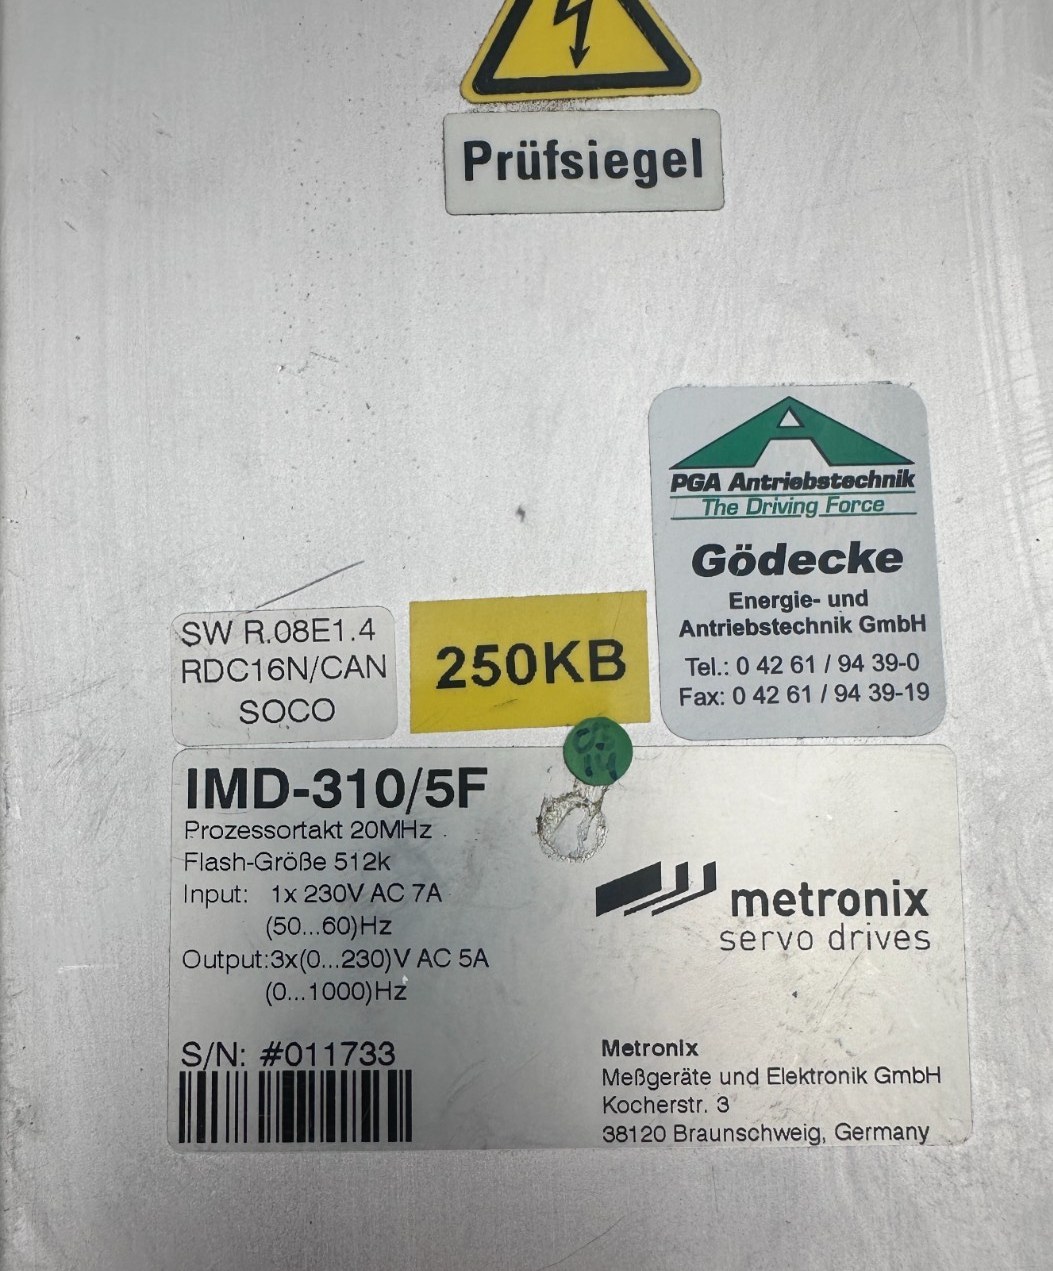 Prüfsiegel
PGA Antriebstechnik
The Driving Force
Gödecke
Energie- und
Antriebstechnik GmbH
Tel.: 0 42 61 / 94 39-0
Fax: 0 42 61 / 94 39-19
SW R.08E1.4
RDC16N/CAN
SOCO
250KB
IMD-310/5F
Prozessortakt 20MHz
Flash-Größe 512k
Input: 1x 230V AC 7A
(50...60)Hz
Output:3x(0...230)V AC 5A
(0...1000)Hz
S/N: #011733
metronix
servo drives
Metronix
Meßgeräte und Elektronik GmbH
Kocherstr. 3
38120 Braunschweig, Germany